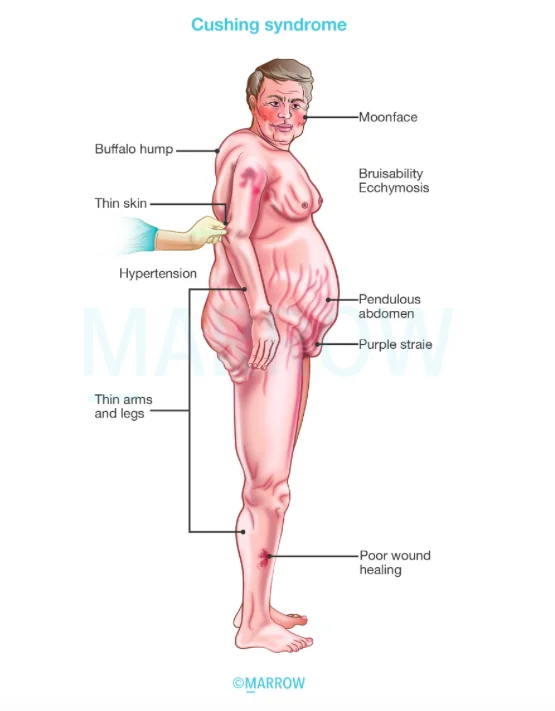 Cushing syndrome
Moonface
Buffalo hump
Bruisability
Ecchymosis
Thin skin
Hypertension
Pendulous
abdomen
MARROW
Purple straie
Thin arms
and legs
Poor wound
healing
©MARROW